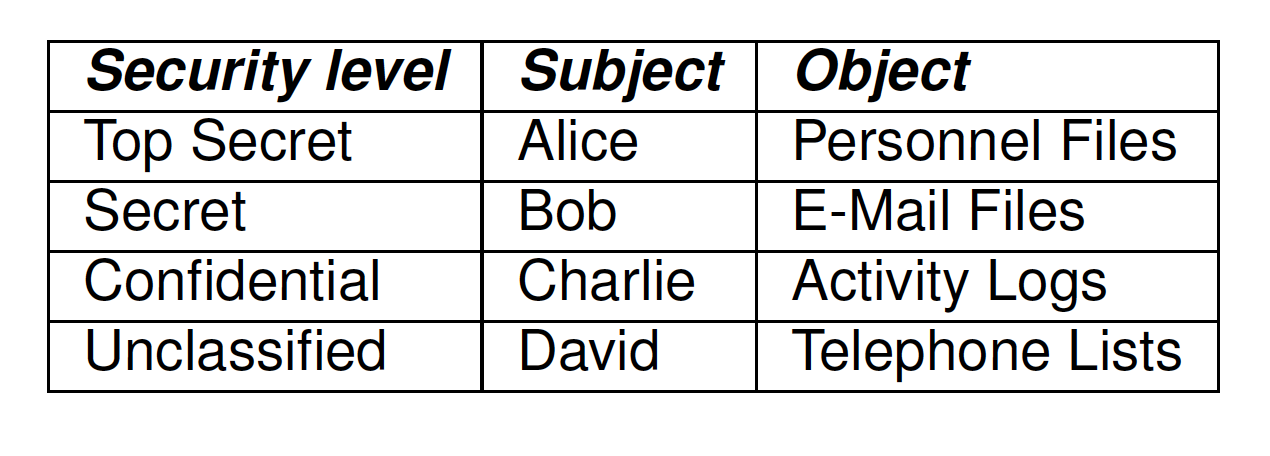 Security level Subject Object
Top Secret Alice Personnel Files
Secret Bob E-Mail Files
Confidential Charlie Activity Logs
Unclassified David Telephone Lists